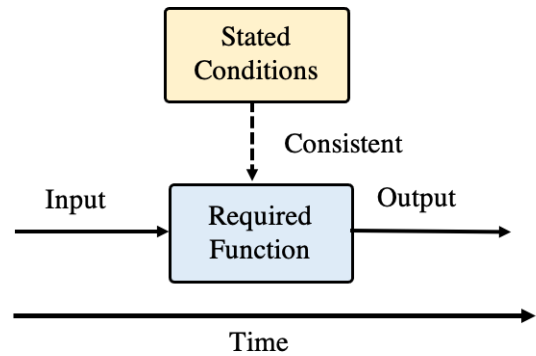 Stated
Conditions
Consistent
Input
Required
Function
Output
Time